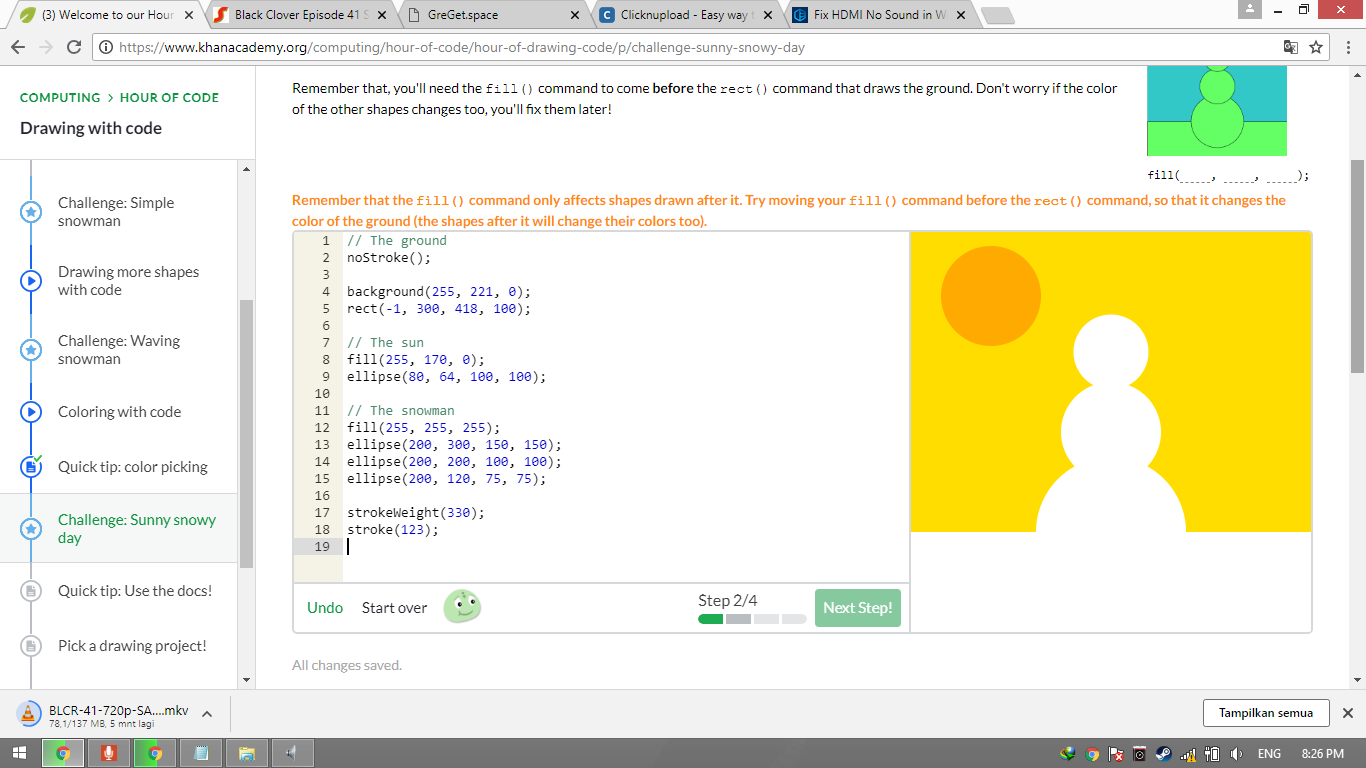 (3) Welcome to our Hour
Black Clover Episode 41 S
GreGet.space
Clicknupload - Easy way t
Fix HDMI No Sound in W
https://www.khanacademy.org/computing/hour-of-code/hour-of-drawing-code/p/challenge-sunny-snowy-day
COMPUTING > HOUR OF CODE
Drawing with code
Challenge: Simple
snowman
Drawing more shapes
with code
Challenge: Waving
snowman
Coloring with code
Quick tip: color picking
Challenge: Sunny snowy
day
Quick tip: Use the docs!
Pick a drawing project!
Remember that, you'll need the fill() command to come before the rect() command that draws the ground. Don't worry if the color
of the other shapes changes too, you'll fix them later!
fill(_____, _____, _____);
Remember that the fill() command only affects shapes drawn after it. Try moving your fill() command before the rect() command, so that it changes the
color of the ground (the shapes after it will change their colors too).
1 // The ground
2 noStroke();
3
4 background(255, 221, 0);
5 rect(-1, 300, 418, 100);
6
7 // The sun
8 fill(255, 170, 0);
9 ellipse(80, 64, 100, 100);
10
11 // The snowman
12 fill(255, 255, 255);
13 ellipse(200, 300, 150, 150);
14 ellipse(200, 200, 100, 100);
15 ellipse(200, 120, 75, 75);
16
17 strokeWeight(330);
18 stroke(123);
19
Undo Start over
Step 2/4
Next Step!
All changes saved.
BLCR-41-720p-SA....mkv
78,1/137 MB, 5 mnt lagi
Tampilkan semua
ENG 8:26 PM